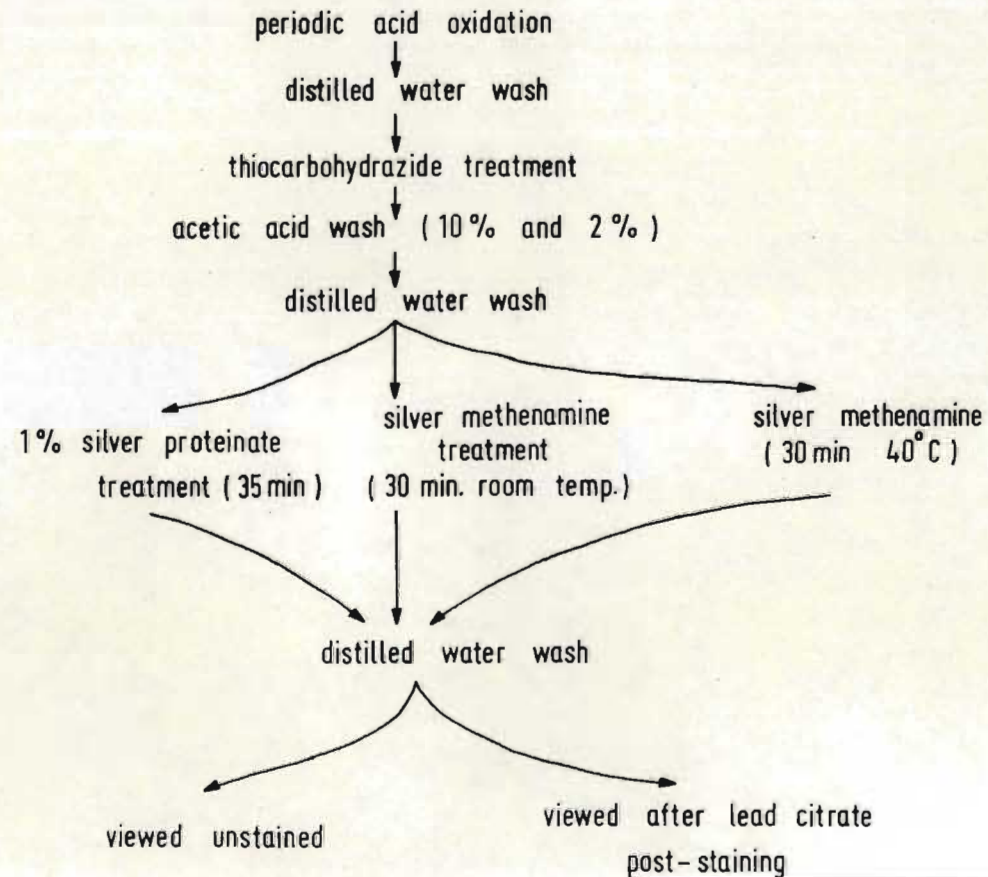 periodic acid oxidation
distilled water wash
thiocarbohydrazide treatment
acetic acid wash (10% and 2%)
distilled water wash
1% silver proteinate
treatment (35 min)
silver methenamine
treatment
(30 min. room temp.)
silver methenamine
(30 min 40°C)
distilled water wash
viewed unstained
viewed after lead citrate
post-staining